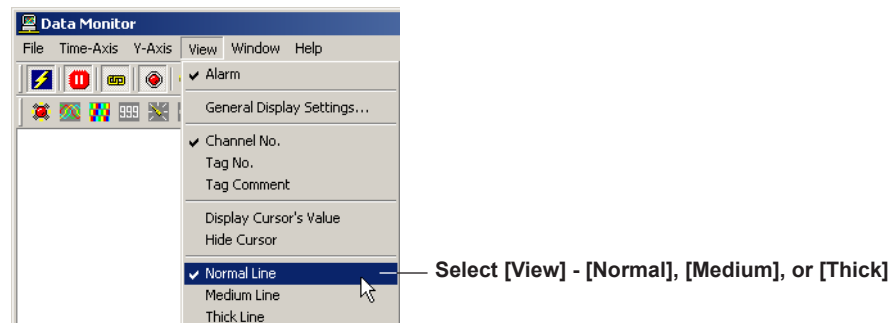 Data Monitor
File Time-Axis Y-Axis View Window Help
Alarm
999
General Display Settings...
Channel No.
Tag No.
Tag Comment
Display Cursor's Value
Hide Cursor
Normal Line
Select [View] - [Normal], [Medium], or [Thick]
Medium Line
Thick Line